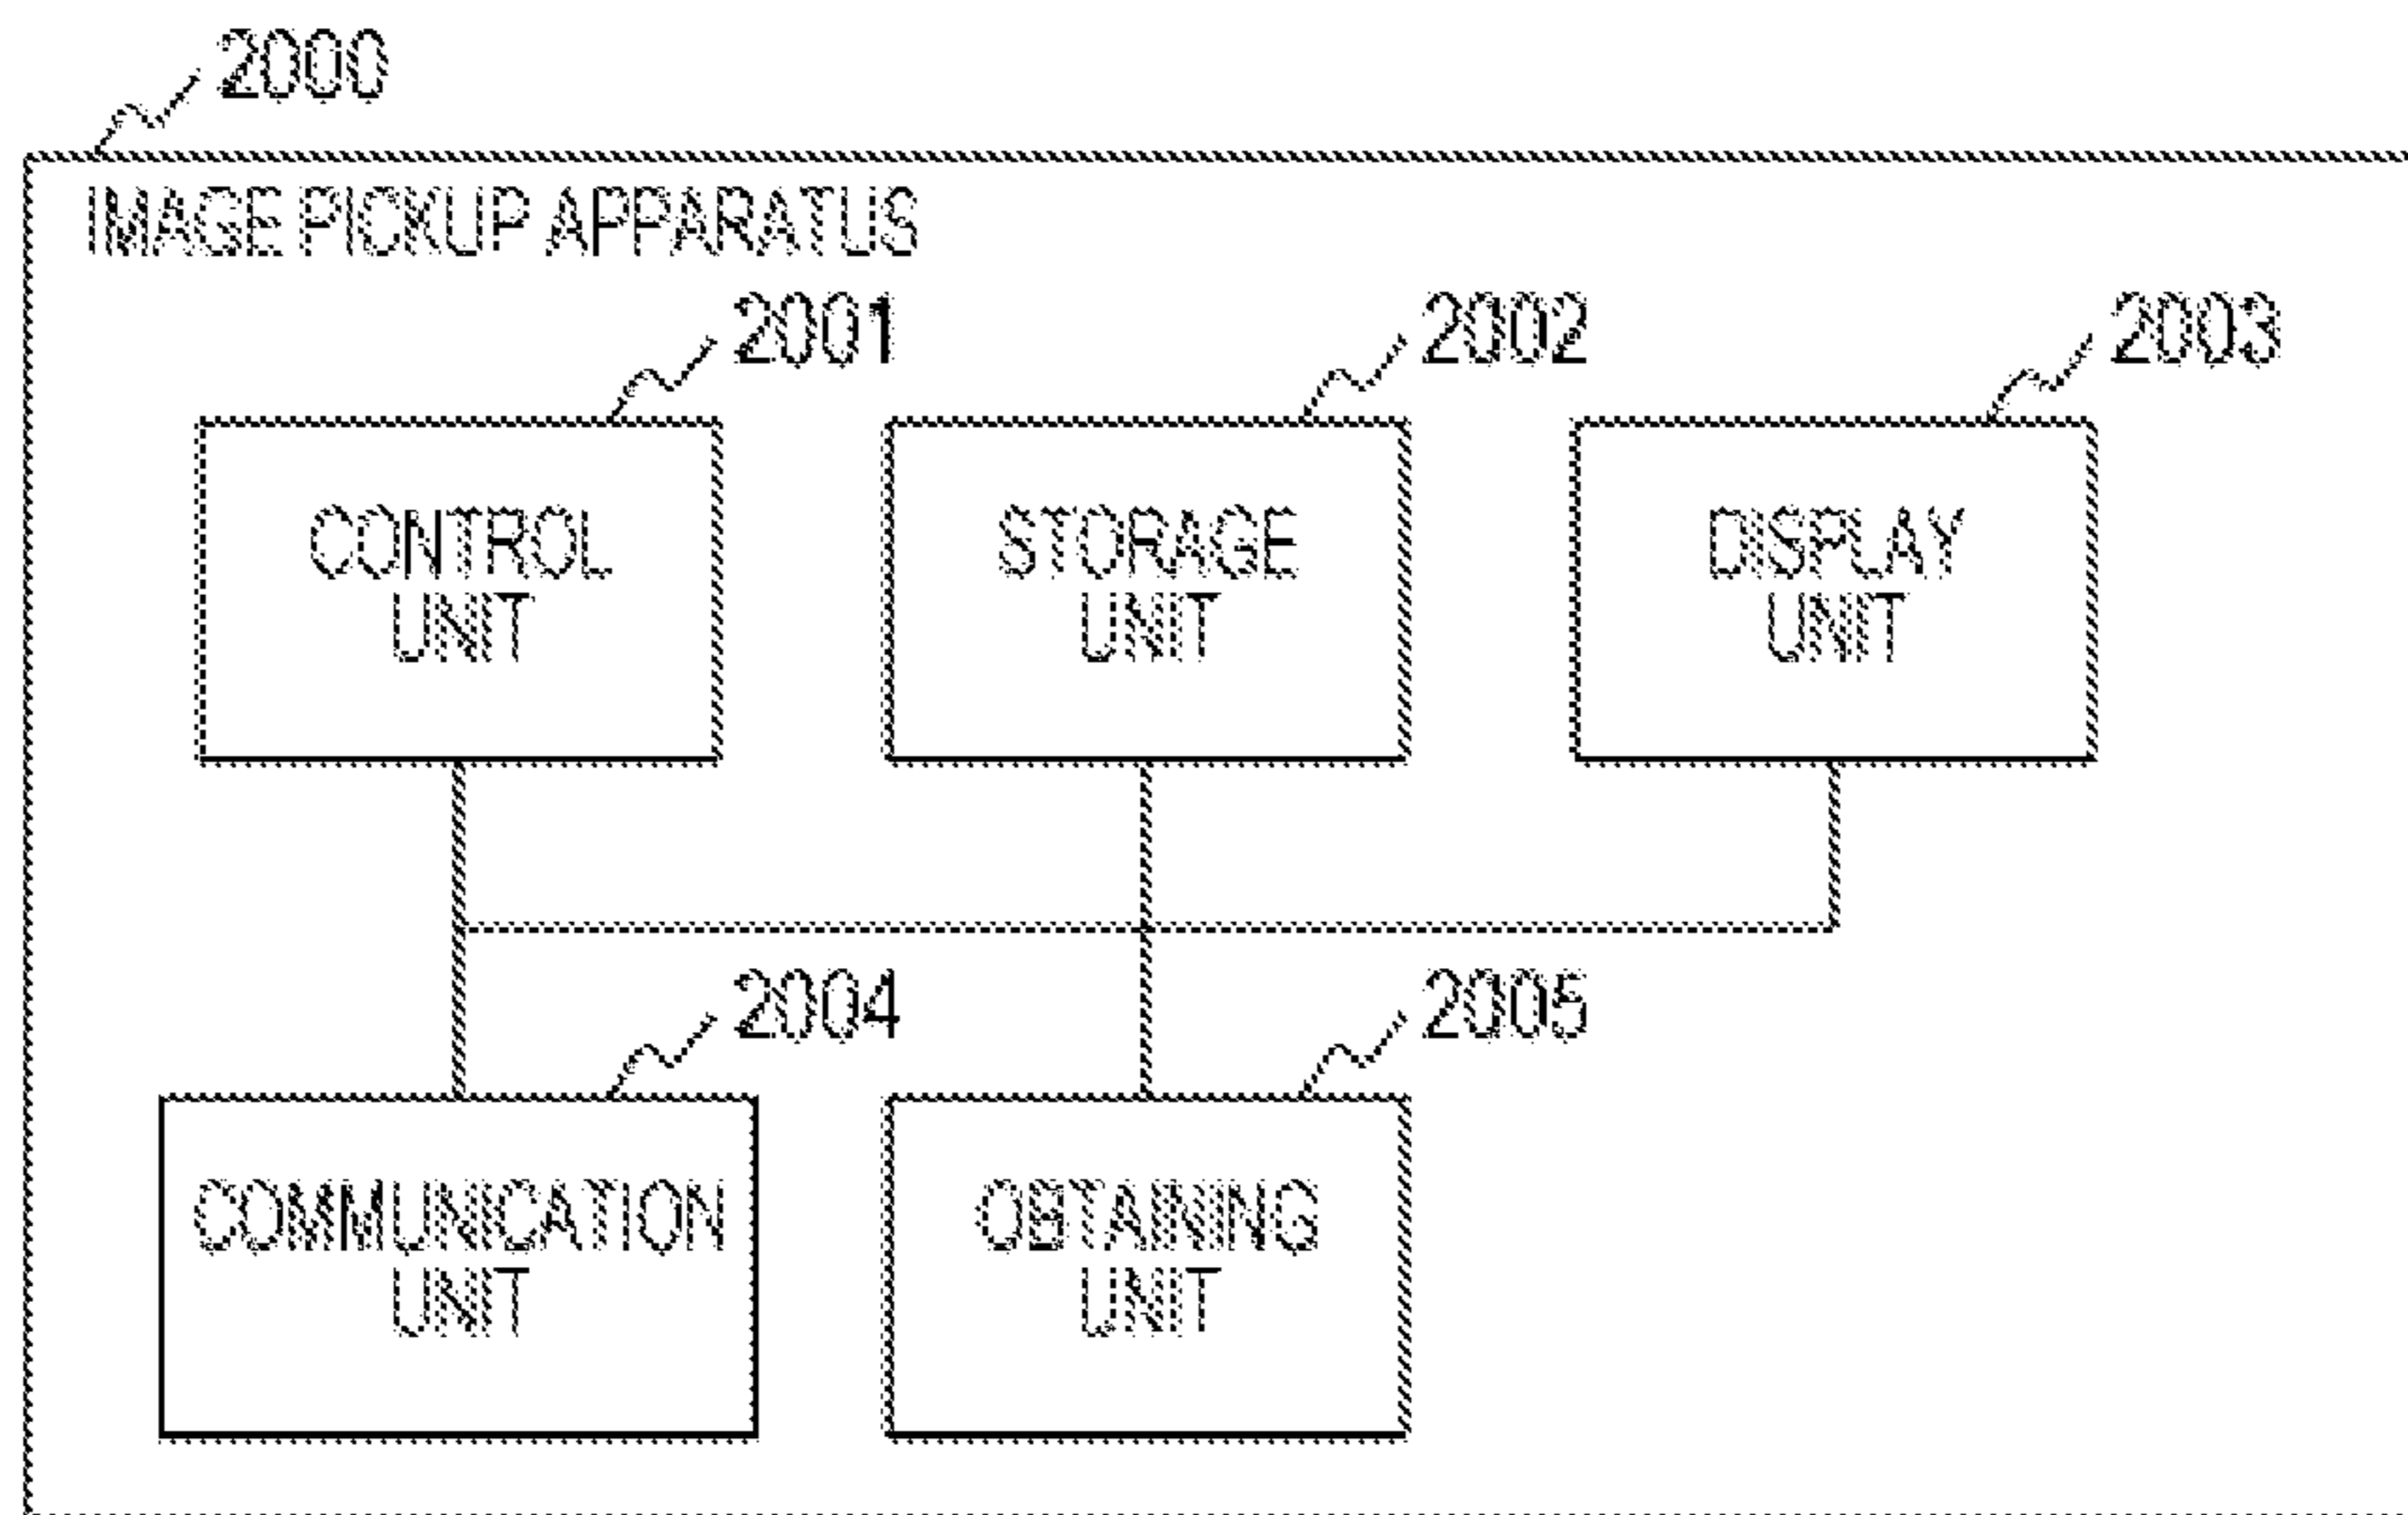 2000
IMAGE PICKUP APPARATUS
2001
2002
2003
CONTROL
UNIT
STORAGE
UNIT
DISPLAY
UNIT
2004
2005
COMMUNICATION
UNIT
OBTAINING
UNIT